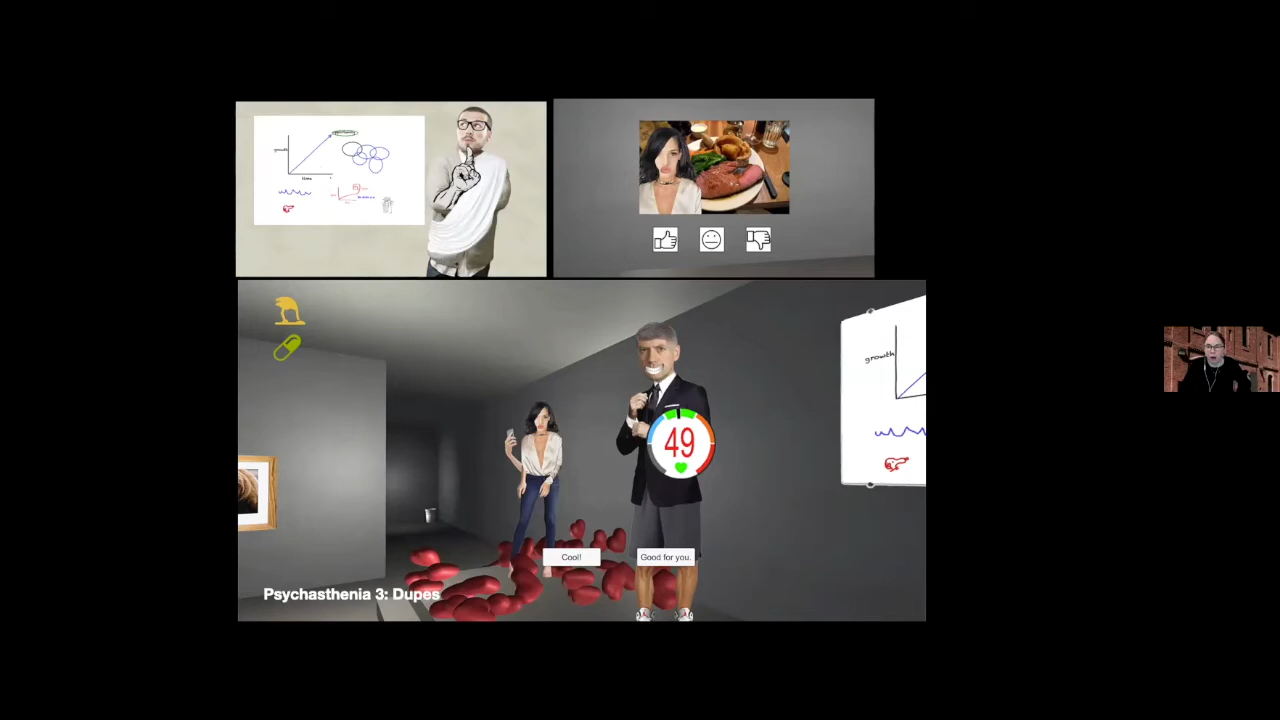 growth
time
growth
49
Cool!
Good for you.
Psychasthenia 3: Dupes